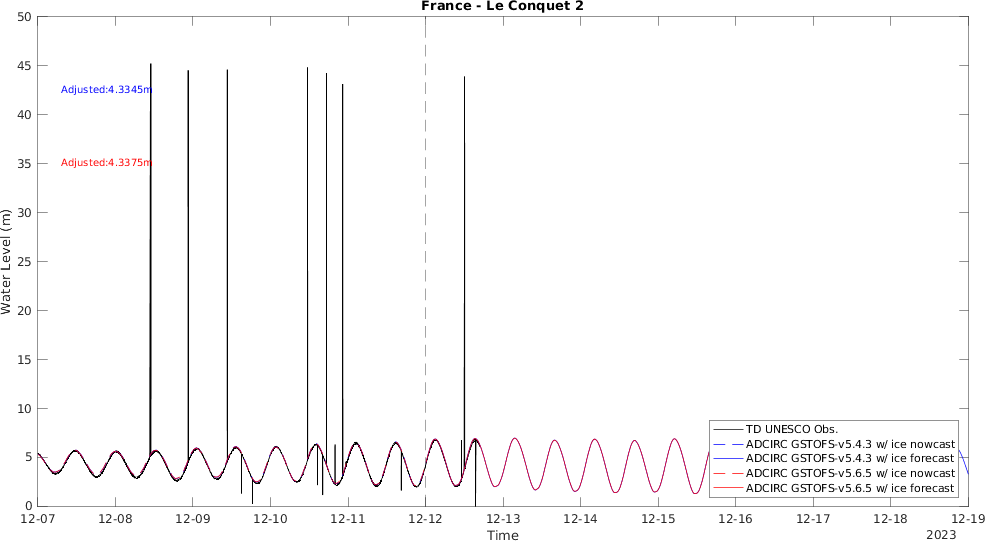 France - Le Conquet 2
50
45
40
35
30
25
20
15
10
5
0
Water Level (m)
Adjusted:4.3345m
Adjusted:4.3375m
TD UNESCO Obs.
ADCIRC GSTOFS-v5.4.3 w/ ice nowcast
ADCIRC GSTOFS-v5.4.3 w/ ice forecast
ADCIRC GSTOFS-v5.6.5 w/ ice nowcast
ADCIRC GSTOFS-v5.6.5 w/ ice forecast
12-07 12-08 12-09 12-10 12-11 12-12 12-13 12-14 12-15 12-16 12-17 12-18 12-19
Time
2023